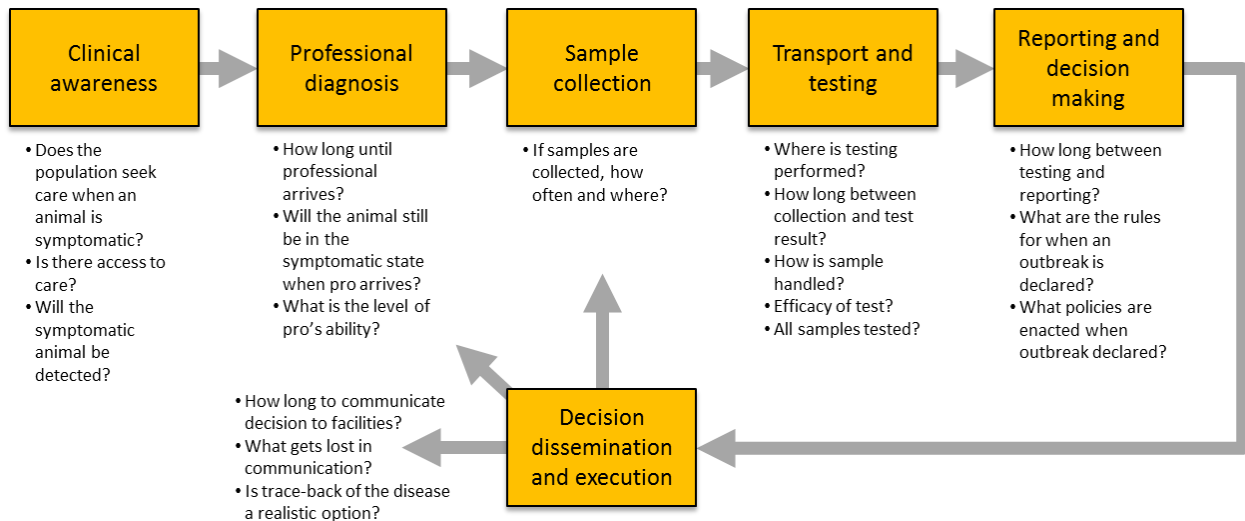 Clinical
awareness
Professional
diagnosis
Sample
collection
Transport and
testing
Reporting and
decision
making
• Does the
population seek
care when an
animal is
symptomatic?
• Is there access to
care?
• Will the
symptomatic
animal be
detected?
• How long until
professional
arrives?
• Will the animal still
be in the
symptomatic state
when pro arrives?
• What is the level of
pro's ability?
• If samples are
collected, how
often and where?
• Where is testing
performed?
• How long between
collection and test
result?
• How is sample
handled?
• Efficacy of test?
• All samples tested?
• How long between
testing and
reporting?
• What are the rules
for when an
outbreak is
declared?
• What policies are
enacted when
outbreak declared?
• How long to communicate
decision to facilities?
• What gets lost in
communication?
• Is trace-back of the disease
a realistic option?
Decision
dissemination
and execution